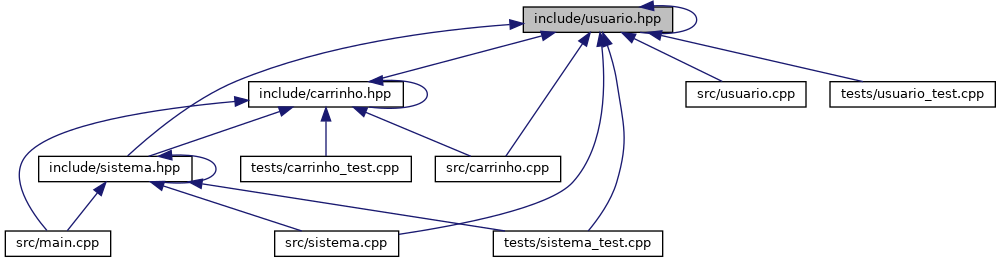 include/usuario.hpp
include/carrinho.hpp
src/usuario.cpp
tests/usuario_test.cpp
include/sistema.hpp
tests/carrinho_test.cpp
src/carrinho.cpp
src/main.cpp
src/sistema.cpp
tests/sistema_test.cpp